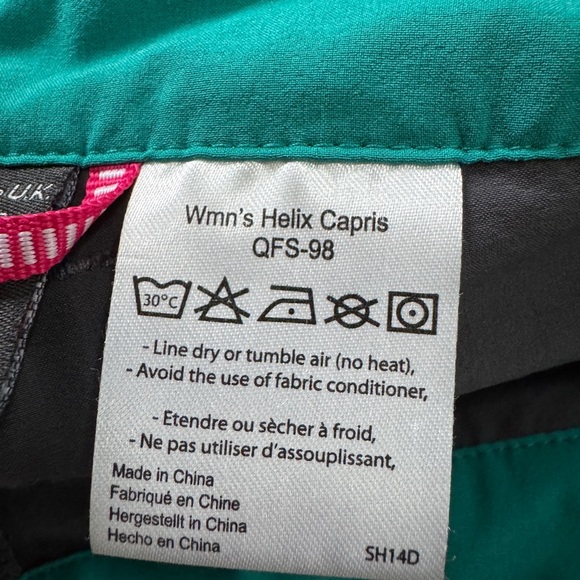 U.K.
Wmn's Helix Capris
QFS-98
30°C
- Line dry or tumble air (no heat),
- Avoid the use of fabric conditioner,
- Etendre ou sècher à froid,
- Ne pas utiliser d'assouplissant,
Made in China
Fabriqué en Chine
Hergestellt in China
Hecho en China
SH14D